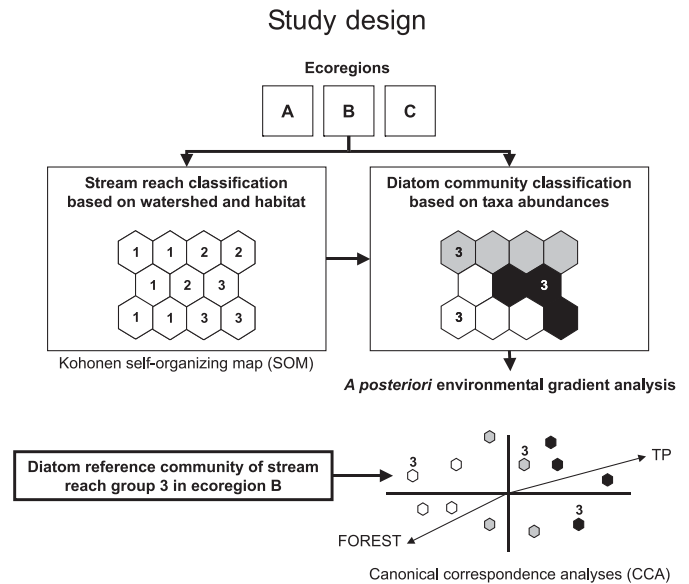 Study design
Ecoregions
A B C
Stream reach classification
based on watershed and habitat
1 1 2 2
1 2 3
1 1 3 3
Kohonen self-organizing map (SOM)
Diatom community classification
based on taxa abundances
3
3
3
A posteriori environmental gradient analysis
Diatom reference community of stream
reach group 3 in ecoregion B
3
3
TP
3
FOREST
Canonical correspondence analyses (CCA)